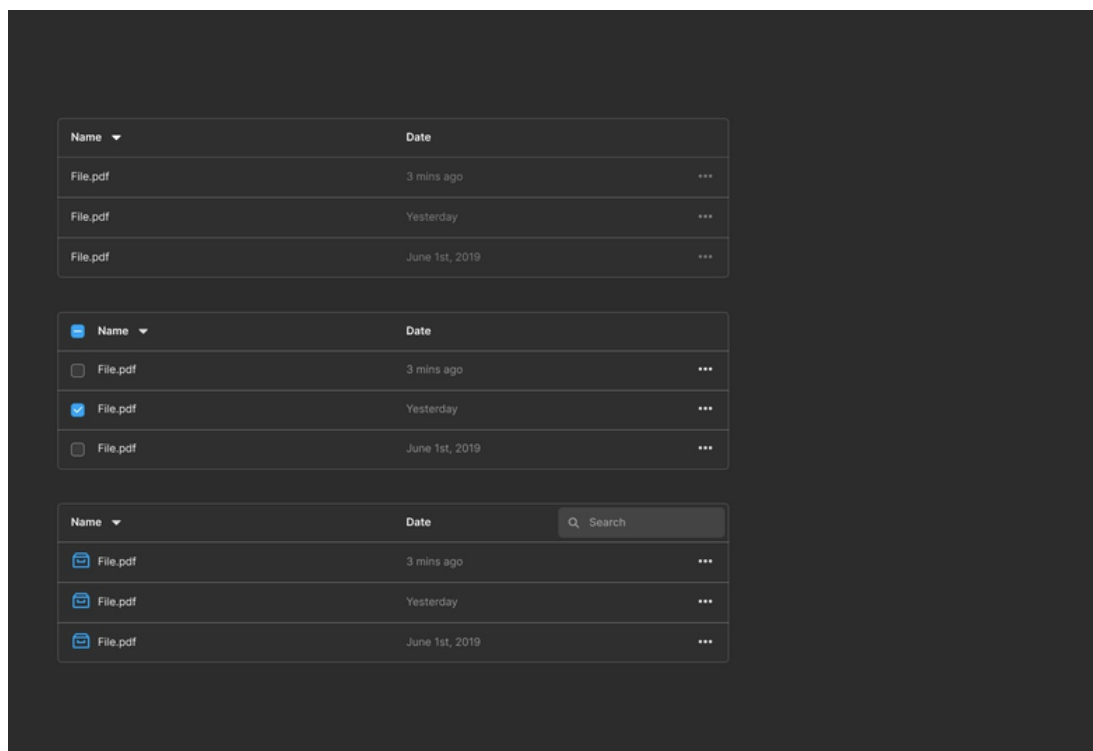 Name Date
File.pdf 3 mins ago
File.pdf Yesterday
File.pdf June 1st, 2019
Name Date
File.pdf 3 mins ago
File.pdf Yesterday
File.pdf June 1st, 2019
Name Date Search
File.pdf 3 mins ago
File.pdf Yesterday
File.pdf June 1st, 2019